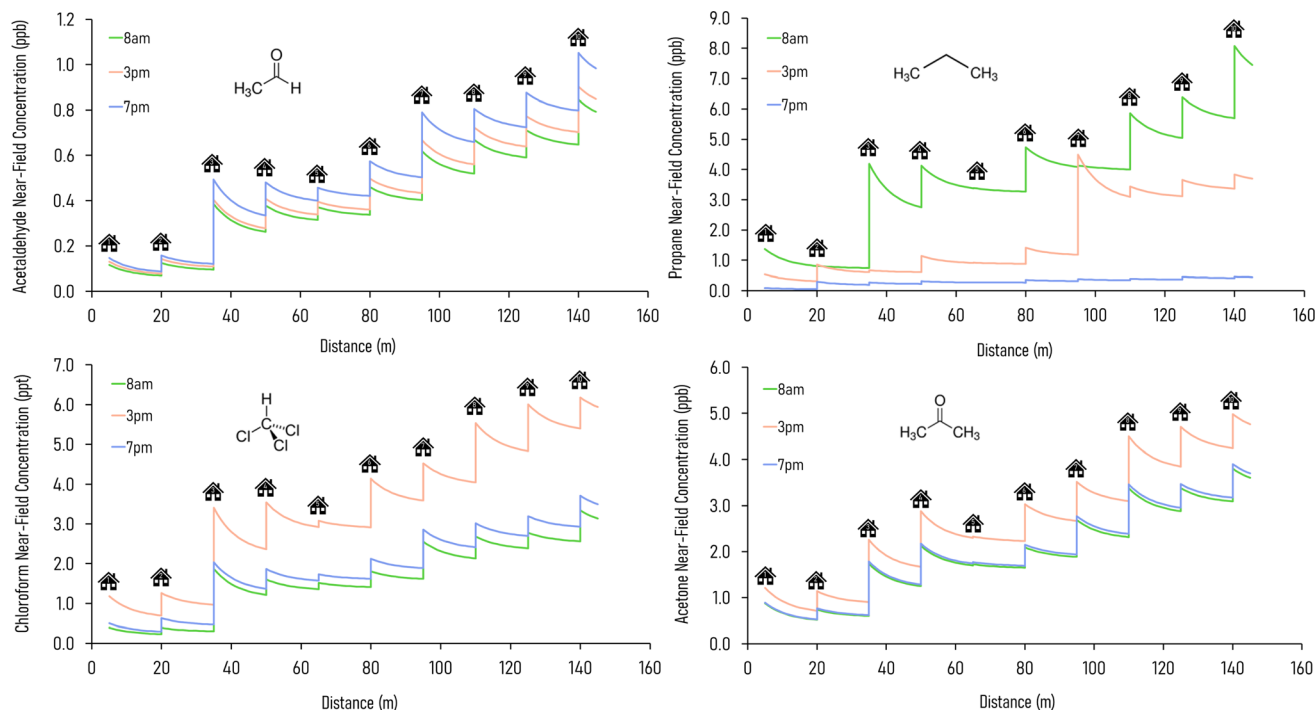 Acetaldehyde Near-Field Concentration (ppb)
1.2
1.0
0.8
0.6
0.4
0.2
0.0
8am
3pm
7pm
O
H₃C
H
0 20 40 60 80 100 120 140 160
Distance (m)
Propane Near-Field Concentration (ppb)
9.0
8.0
7.0
6.0
5.0
4.0
3.0
2.0
1.0
0.0
8am
3pm
7pm
H₃C CH₃
0 20 40 60 80 100 120 140 160
Distance (m)
Chloroform Near-Field Concentration (ppt)
7.0
6.0
5.0
4.0
3.0
2.0
1.0
0.0
8am
3pm
7pm
H
C
Cl Cl
Cl
0 20 40 60 80 100 120 140 160
Distance (m)
Acetone Near-Field Concentration (ppb)
6.0
5.0
4.0
3.0
2.0
1.0
0.0
8am
3pm
7pm
O
H₃C CH₃
0 20 40 60 80 100 120 140 160
Distance (m)